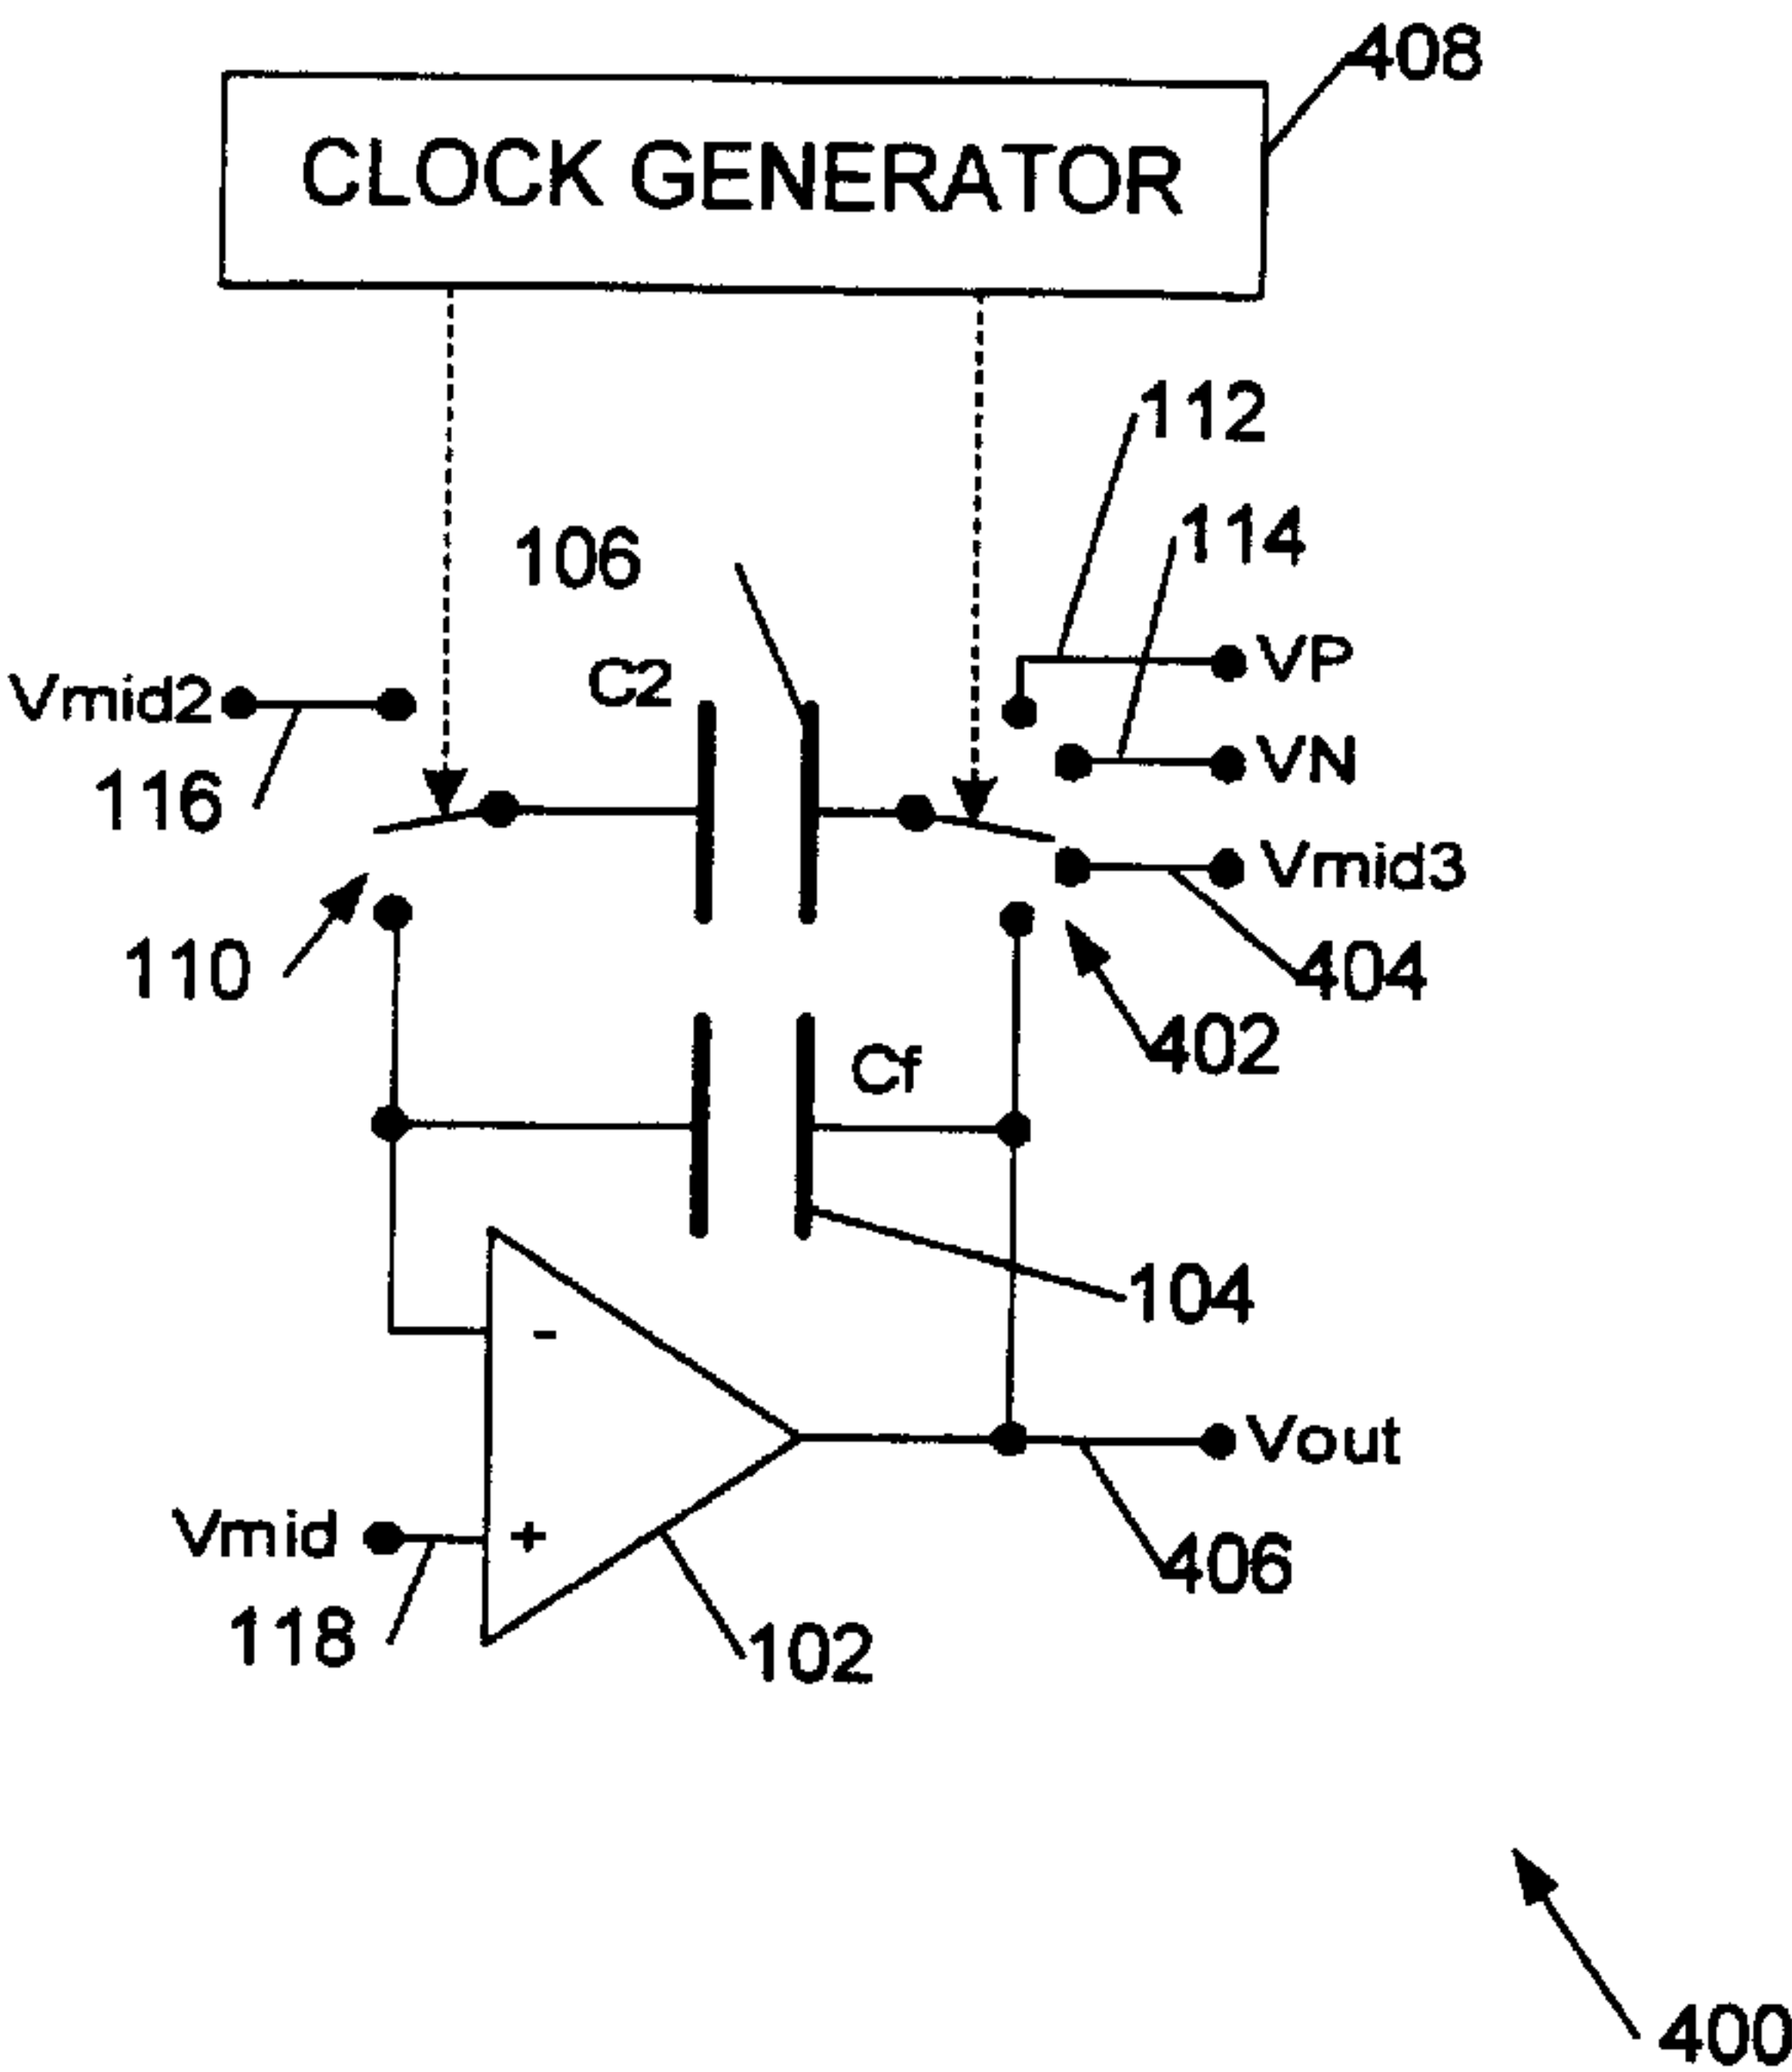 408
CLOCK GENERATOR
112
114
106
VP
C2
Vmid2
VN
116
Vmid3
110
404
402
Cf
104
-
Vout
Vmid
+
406
118
102
400